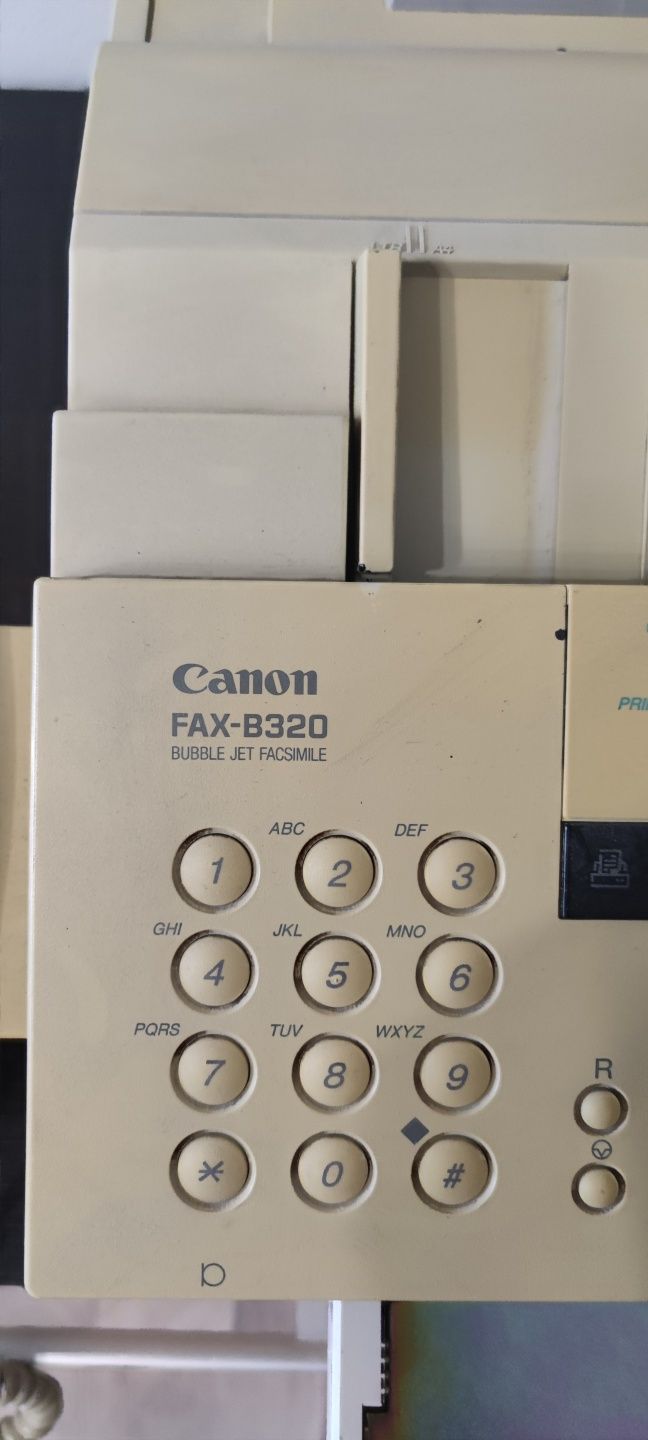 Canon
FAX-B320
BUBBLE JET FACSIMILE
ABC DEF
1 2 3
GHI JKL MNO
4 5 6
PQRS TUV WXYZ
7 8 9
R
* 0 #